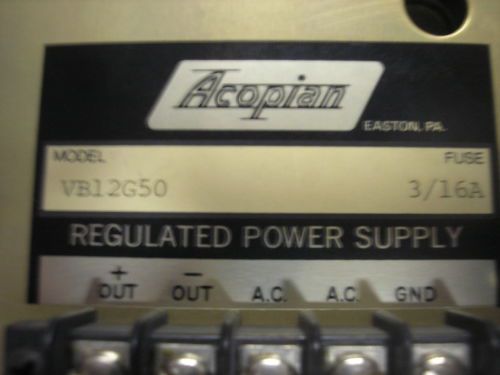 Acopian
EASTON, PA.
MODEL FUSE
VB12G50 3/16A
REGULATED POWER SUPPLY
+ −
OUT OUT A.C. A.C. GND